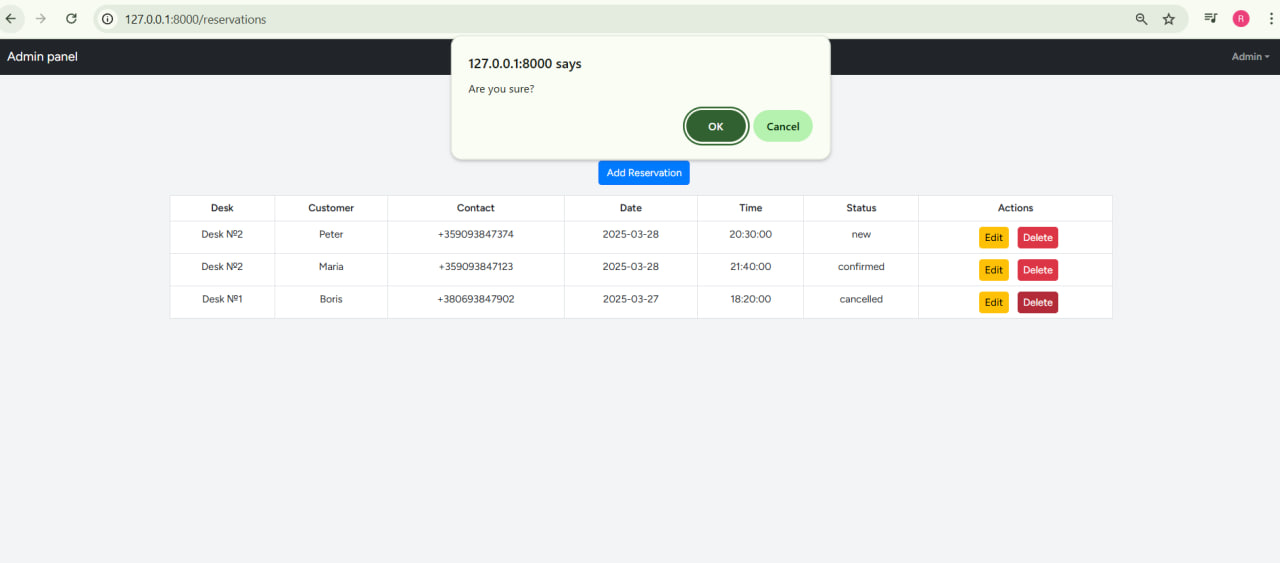 127.0.0.1:8000/reservations
R
Admin panel
Admin
127.0.0.1:8000 says
Are you sure?
OK Cancel
Add Reservation
Desk Customer Contact Date Time Status Actions
Desk №2 Peter +359093847374 2025-03-28 20:30:00 new Edit Delete
Desk №2 Maria +359093847123 2025-03-28 21:40:00 confirmed Edit Delete
Desk №1 Boris +380693847902 2025-03-27 18:20:00 cancelled Edit Delete